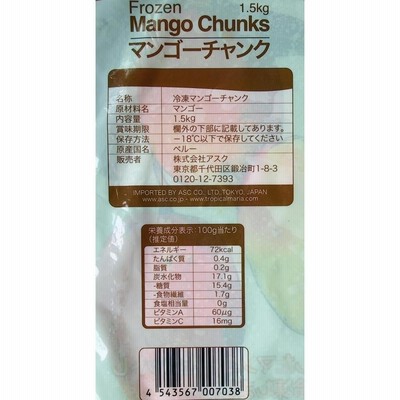 Frozen 1.5kg
Mango Chunks
マンゴーチャンク
名称 冷凍マンゴーチャンク
原材料名 マンゴー
内容量 1.5kg
賞味期限 欄外の下部に記載してあります。
保存方法 −18℃以下で保存してください
原産国名 ペルー
販売者 株式会社アスク
東京都千代田区鍛冶町1-8-3
0120-12-7393
IMPORTED BY ASC CO., LTD. TOKYO, JAPAN
www.asc.co.jp - www.tropicalmaria.com
栄養成分表示:100g当たり
(推定値)
エネルギー 72kcal
たんぱく質 0.4g
脂質 0.2g
炭水化物 17.1g
-糖質 15.4g
-食物繊維 1.7g
食塩相当量 0g
ビタミンA 60μg
ビタミンC 16mg
4 543567 007038